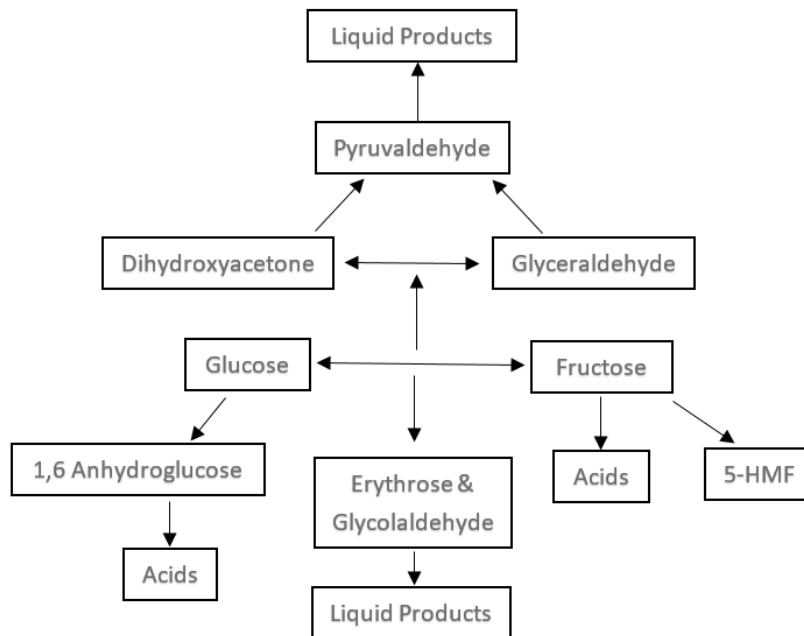 Liquid Products
Pyruvaldehyde
Dihydroxyacetone
Glyceraldehyde
Glucose
Fructose
1,6 Anhydroglucose
Erythrose &
Glycolaldehyde
Acids
5-HMF
Acids
Liquid Products